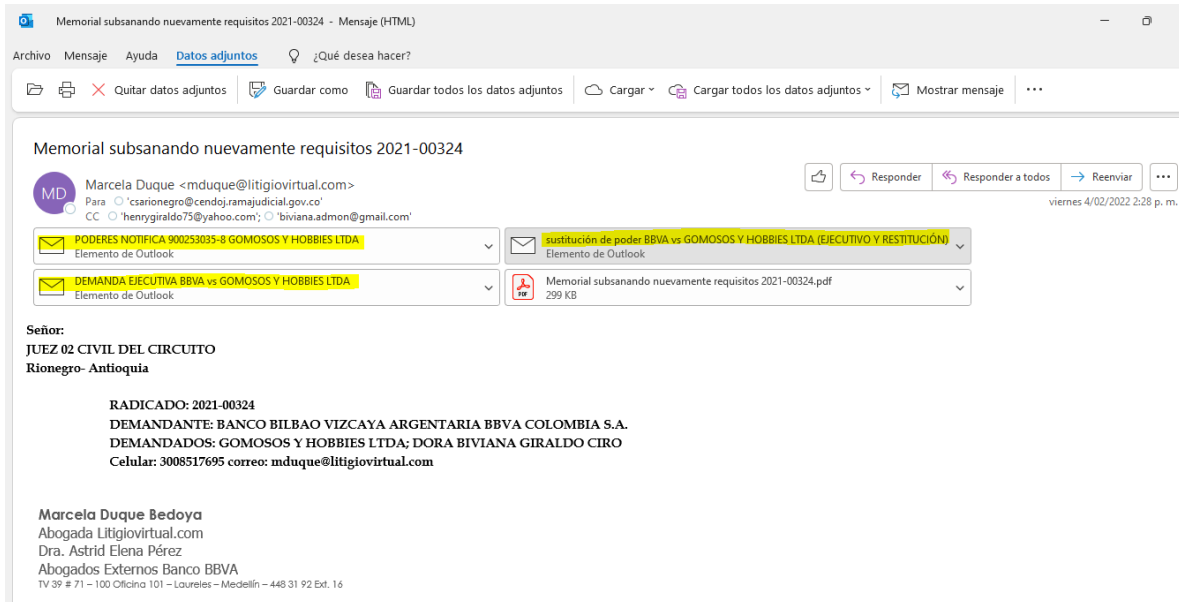 Memorial subsanando nuevamente requisitos 2021-00324 - Mensaje (HTML)
Archivo Mensaje Ayuda Datos adjuntos ¿Qué desea hacer?
Quitar datos adjuntos Guardar como Guardar todos los datos adjuntos Cargar Cargar todos los datos adjuntos Mostrar mensaje ...
Memorial subsanando nuevamente requisitos 2021-00324
MD
Marcela Duque <mduque@litigiovirtual.com>
Responder Responder a todos Reenviar ...
Para 'csarionegro@cendoj.ramajudicial.gov.co'
viernes 4/02/2022 2:28 p. m.
CC 'henrygiraldo75@yahoo.com'; 'biviana.admon@gmail.com'
PODERES NOTIFICA 900253035-8 GOMOSOS Y HOBBIES LTDA
Elemento de Outlook
sustitución de poder BBVA vs GOMOSOS Y HOBBIES LTDA (EJECUTIVO Y RESTITUCIÓN)
Elemento de Outlook
DEMANDA EJECUTIVA BBVA vs GOMOSOS Y HOBBIES LTDA
Elemento de Outlook
PDF
Memorial subsanando nuevamente requisitos 2021-00324.pdf
299 KB
Señor:
JUEZ 02 CIVIL DEL CIRCUITO
Rionegro- Antioquia
RADICADO: 2021-00324
DEMANDANTE: BANCO BILBAO VIZCAYA ARGENTARIA BBVA COLOMBIA S.A.
DEMANDADOS: GOMOSOS Y HOBBIES LTDA; DORA BIVIANA GIRALDO CIRO
Celular: 3008517695 correo: mduque@litigiovirtual.com
Marcela Duque Bedoya
Abogada Litigiovirtual.com
Dra. Astrid Elena Pérez
Abogados Externos Banco BBVA
TV 39 # 71 – 100 Oficina 101 – Laureles – Medellín – 448 31 92 Ext. 16